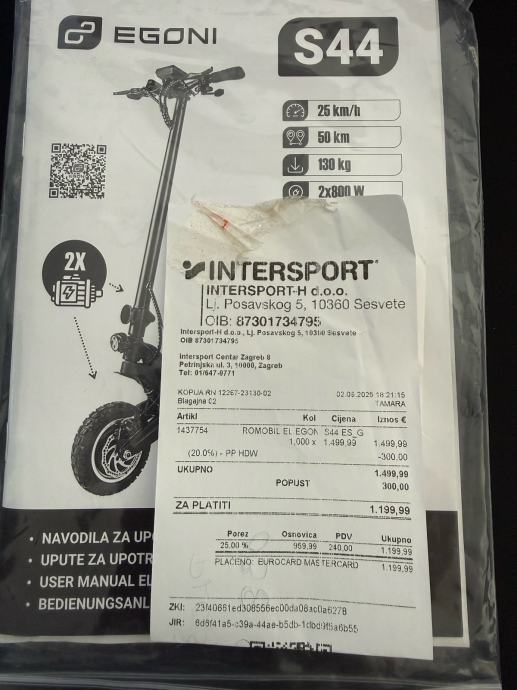 EGONI
S44
25 km/h
50 km
130 kg
2x800 W
2X
INTERSPORT
INTERSPORT-H d.o.o.
Lj. Posavskog 5, 10360 Sesvete
OIB: 87301734795
Intersport-H d.o.o., Lj. Posavskog 5, 10360 Sesvete
OIB 87301734795
Intersport Centar Zagreb 8
Petrinjska ul. 3, 10000, Zagreb
Tel: 01/647-0771
KOPIJA RN 12267-23130-02 02.05.2025 18:21:15
Blagajna 02 TAMARA
Artikl Kol Cijena Iznos €
1437754 ROMOBIL EL EGON S44 ES_G
1,000 x 1.499,99 1.499,99
(20.0%) - PP HDW -300,00
UKUPNO 1.499,99
POPUST 300,00
ZA PLATITI 1.199,99
Porez Osnovica PDV Ukupno
25,00 % 959,99 240,00 1.199,99
PLAĆENO: EUROCARD MASTERCARD 1.199,99
ZKI:
JIR:
• NAVODILA ZA UPO
• UPUTE ZA UPOTR
• USER MANUAL EL
• BEDIENUNGSANL